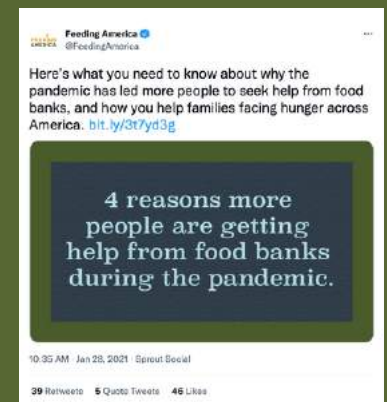 Feeding America
FEEDING
AMERICA
@FeedingAmerica
Here's what you need to know about why the
pandemic has led more people to seek help from food
banks, and how you help families facing hunger across
America. bit.ly/3t7yd3g
4 reasons more
people are getting
help from food banks
during the pandemic.
10:35 AM · Jan 28, 2021 · Sprout Social
39 Retweets 5 Quote Tweets 46 Likes